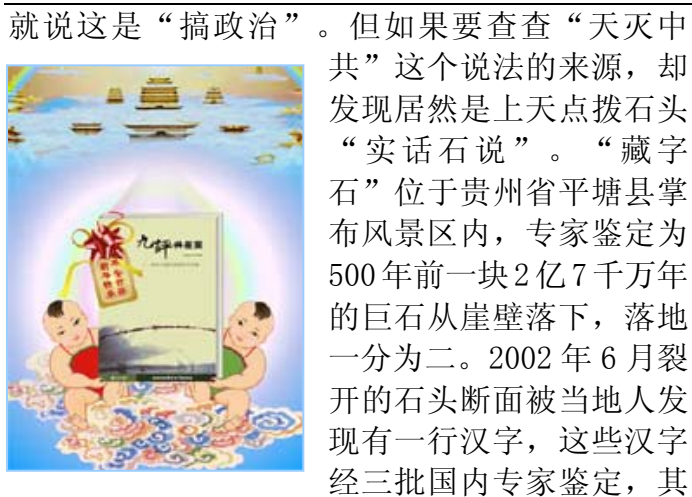 就说这是“搞政治”。但如果要查查“天灭中
共”这个说法的来源，却
发现居然是上天点拨石头
“实话石说”。“藏字
石”位于贵州省平塘县掌
布风景区内，专家鉴定为
500年前一块2亿7千万年
的巨石从崖壁落下，落地
一分为二。2002年6月裂
开的石头断面被当地人发
现有一行汉字，这些汉字
经三批国内专家鉴定，其
九評共產黨